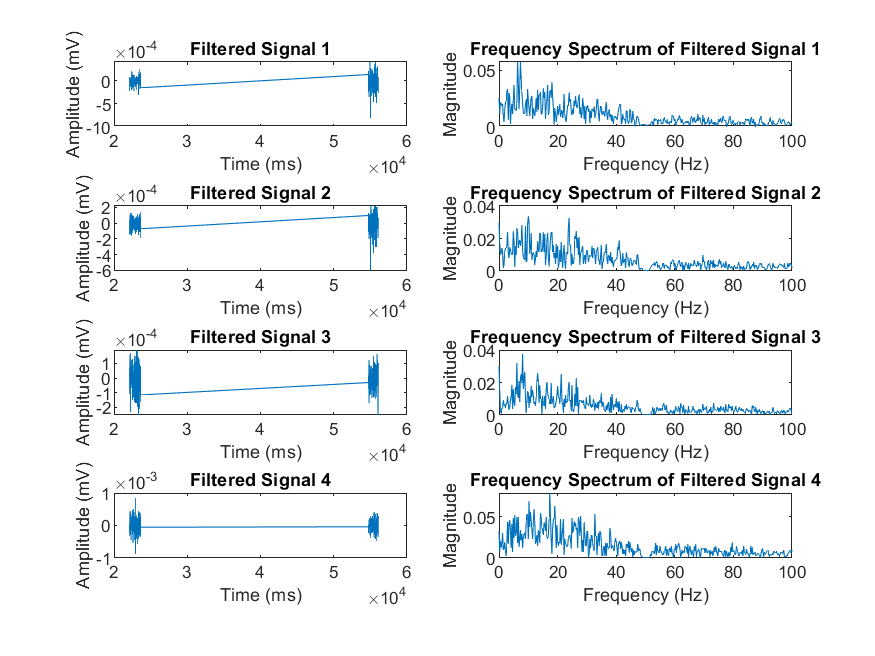 Filtered Signal 1
×10⁻⁴
Amplitude (mV)
0
-5
-10
2 3 4 5 6
Time (ms)
×10⁴
Frequency Spectrum of Filtered Signal 1
Magnitude
0.05
0
0 20 40 60 80 100
Frequency (Hz)
Filtered Signal 2
×10⁻⁴
Amplitude (mV)
2
0
-2
-4
-6
2 3 4 5 6
Time (ms)
×10⁴
Frequency Spectrum of Filtered Signal 2
Magnitude
0.04
0.02
0
0 20 40 60 80 100
Frequency (Hz)
Filtered Signal 3
×10⁻⁴
Amplitude (mV)
1
0
-1
-2
2 3 4 5 6
Time (ms)
×10⁴
Frequency Spectrum of Filtered Signal 3
Magnitude
0.04
0.02
0
0 20 40 60 80 100
Frequency (Hz)
Filtered Signal 4
×10⁻³
Amplitude (mV)
1
0
-1
2 3 4 5 6
Time (ms)
×10⁴
Frequency Spectrum of Filtered Signal 4
Magnitude
0.05
0
0 20 40 60 80 100
Frequency (Hz)